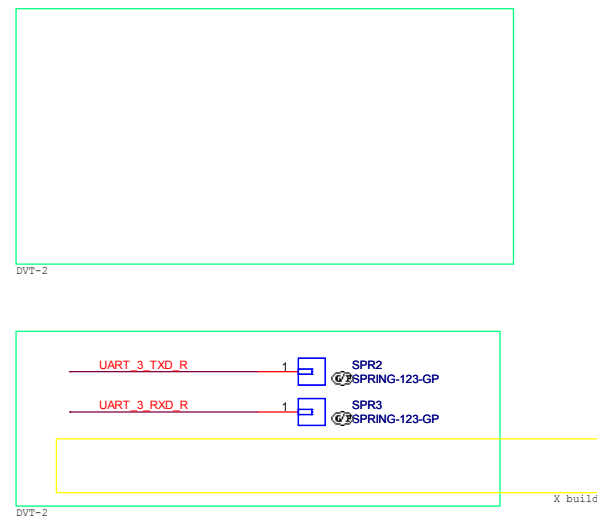 DVT-2
UART_3_TXD_R 1 SPR2
G/P SPRING-123-GP
UART_3_RXD_R 1 SPR3
G/P SPRING-123-GP
X build
DVT-2